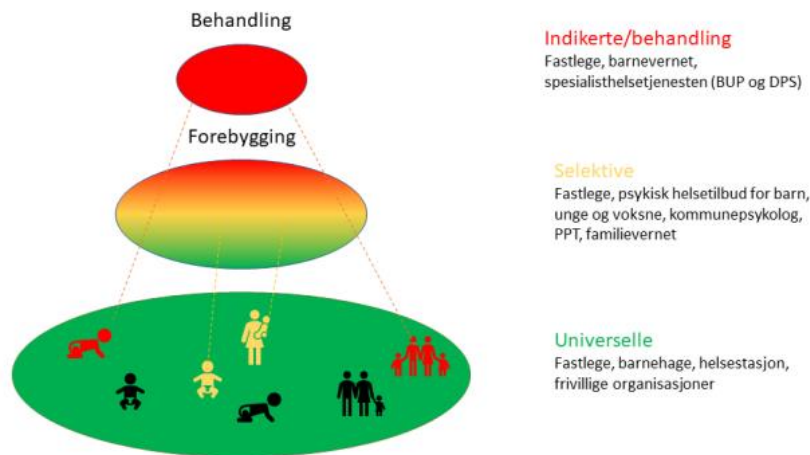 Behandling
Indikerte/behandling
Fastlege, barnevernet,
spesialisthelsetjenesten (BUP og DPS)
Forebygging
Selektive
Fastlege, psykisk helsetilbud for barn,
unge og voksne, kommunepsykolog,
PPT, familievernet
Universelle
Fastlege, barnehage, helsestasjon,
frivillige organisasjoner